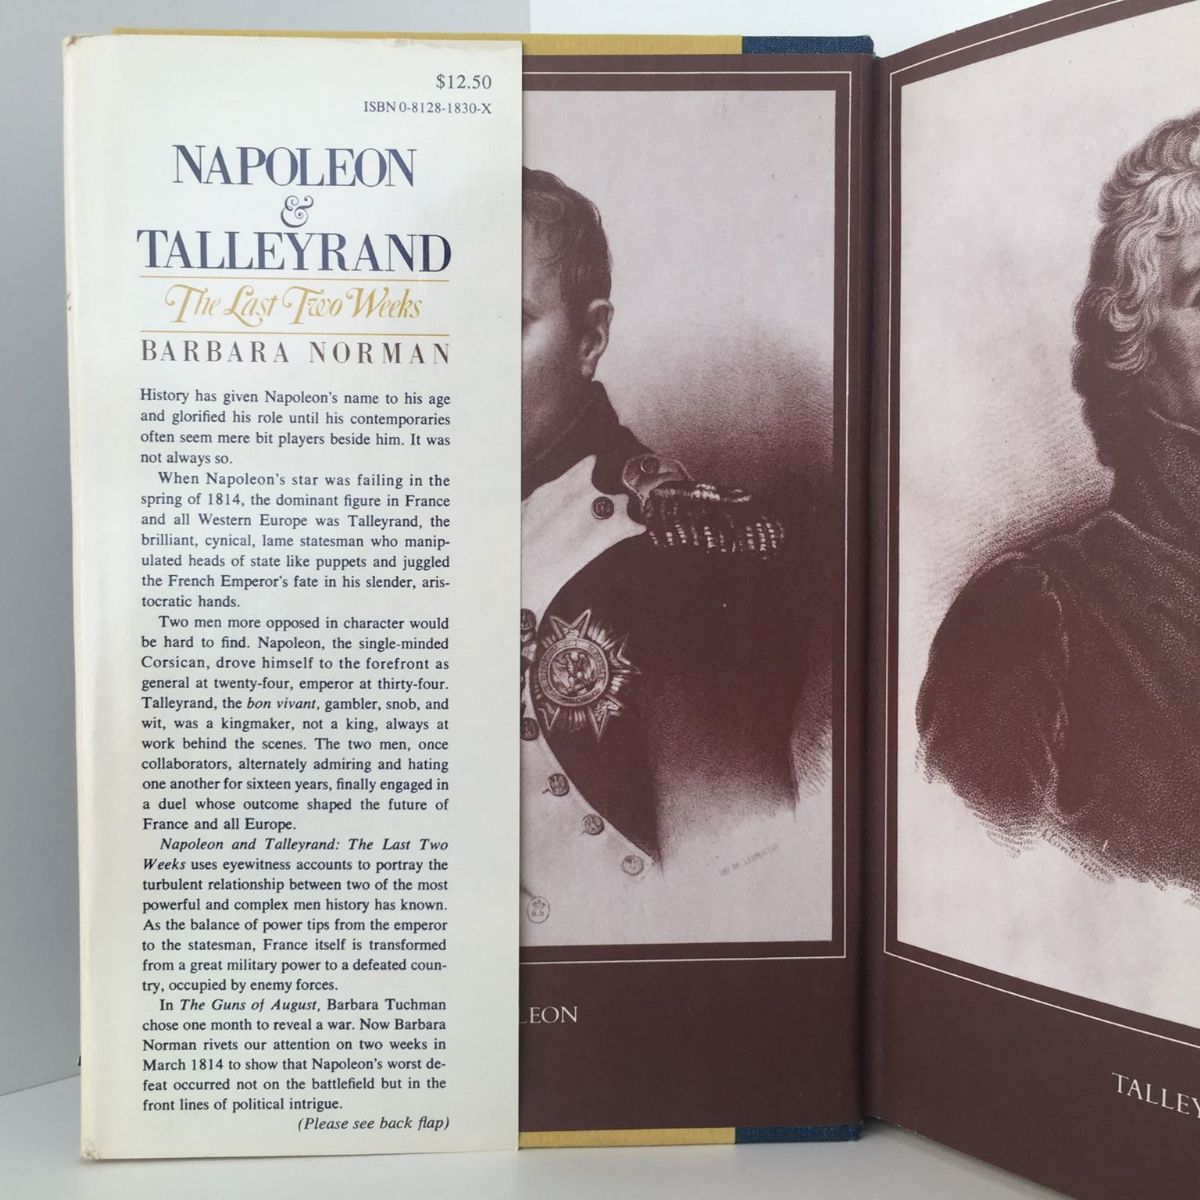 $12.50
ISBN 0-8128-1830-X
NAPOLEON
&
TALLEYRAND
The Last Two Weeks
BARBARA NORMAN
History has given Napoleon's name to his age
and glorified his role until his contemporaries
often seem mere bit players beside him. It was
not always so.
When Napoleon's star was failing in the
spring of 1814, the dominant figure in France
and all Western Europe was Talleyrand, the
brilliant, cynical, lame statesman who manip-
ulated heads of state like puppets and juggled
the French Emperor's fate in his slender, aris-
tocratic hands.
Two men more opposed in character would
be hard to find. Napoleon, the single-minded
Corsican, drove himself to the forefront as
general at twenty-four, emperor at thirty-four.
Talleyrand, the bon vivant, gambler, snob, and
wit, was a kingmaker, not a king, always at
work behind the scenes. The two men, once
collaborators, alternately admiring and hating
one another for sixteen years, finally engaged in
a duel whose outcome shaped the future of
France and all Europe.
Napoleon and Talleyrand: The Last Two
Weeks uses eyewitness accounts to portray the
turbulent relationship between two of the most
powerful and complex men history has known.
As the balance of power tips from the emperor
to the statesman, France itself is transformed
from a great military power to a defeated coun-
try, occupied by enemy forces.
In The Guns of August, Barbara Tuchman
chose one month to reveal a war. Now Barbara
Norman rivets our attention on two weeks in
March 1814 to show that Napoleon's worst de-
feat occurred not on the battlefield but in the
front lines of political intrigue.
(Please see back flap)
LEON
TALLEY